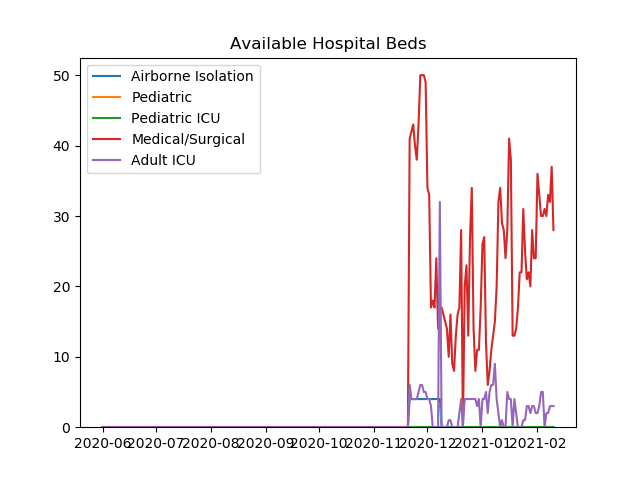 Available Hospital Beds
Airborne Isolation
Pediatric
Pediatric ICU
Medical/Surgical
Adult ICU
50
40
30
20
10
0
2020-06 2020-07 2020-08 2020-09 2020-10 2020-11 2020-12 2021-01 2021-02